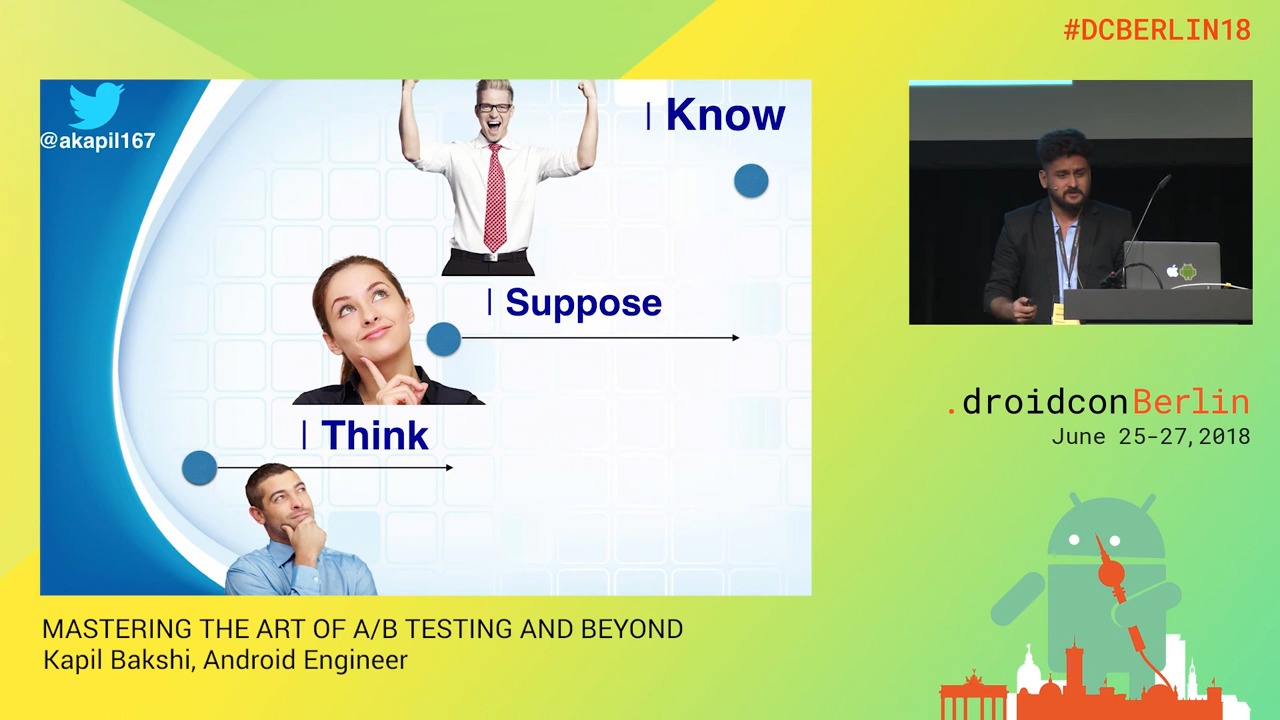 #DCBERLIN18
@akapil167
I Know
I Suppose
I Think
.droidconBerlin
June 25-27, 2018
MASTERING THE ART OF A/B TESTING AND BEYOND
Kapil Bakshi, Android Engineer